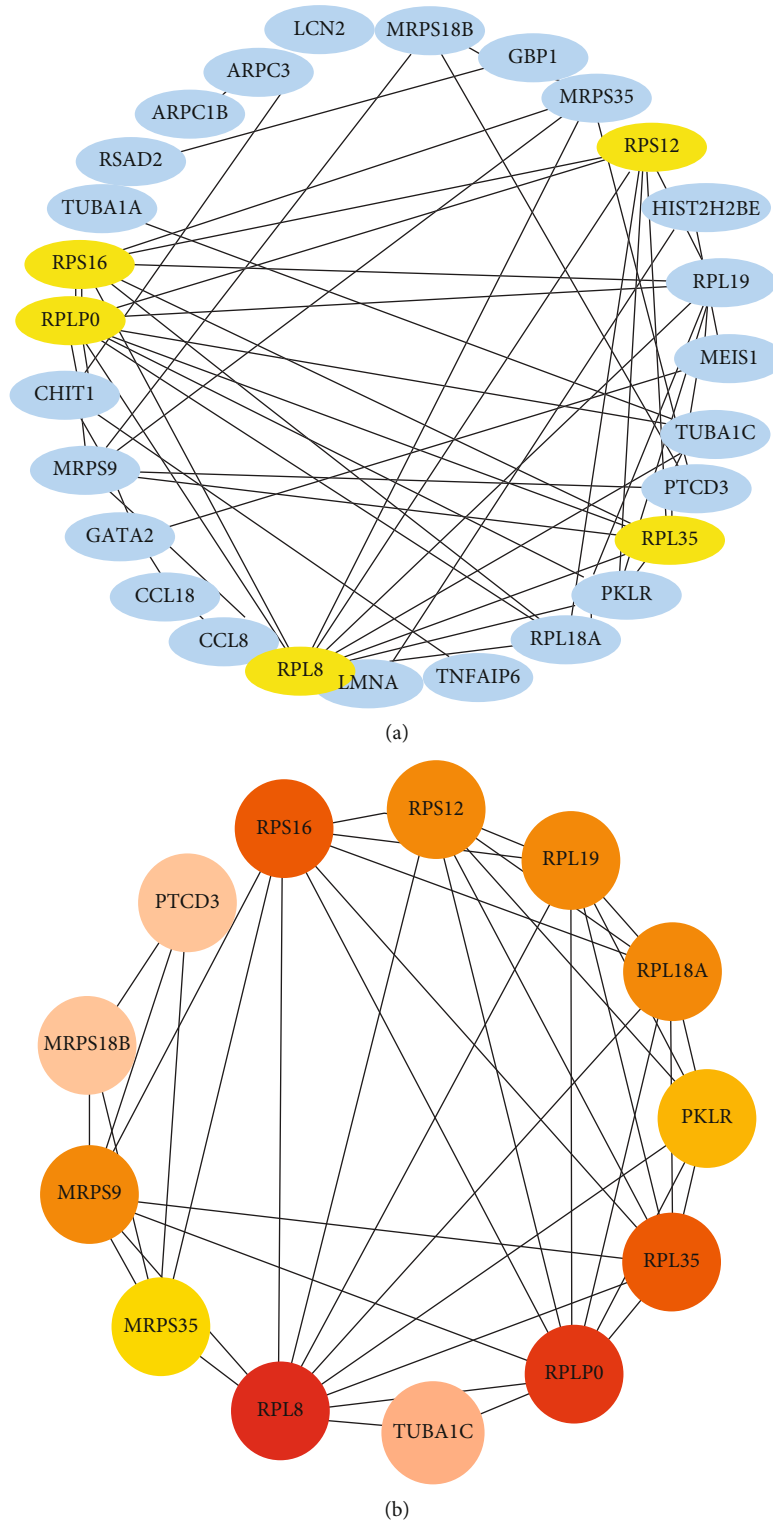 LCN2
MRPS18B
GBP1
ARPC3
MRPS35
ARPC1B
RPS12
RSAD2
HIST2H2BE
TUBA1A
RPS16
RPL19
RPLP0
MEIS1
CHIT1
TUBA1C
MRPS9
PTCD3
GATA2
RPL35
CCL18
PKLR
CCL8
RPL18A
RPL8
LMNA
TNFAIP6
(a)
RPS16
RPS12
RPL19
PTCD3
RPL18A
MRPS18B
PKLR
MRPS9
RPL35
MRPS35
RPLP0
RPL8
TUBA1C
(b)